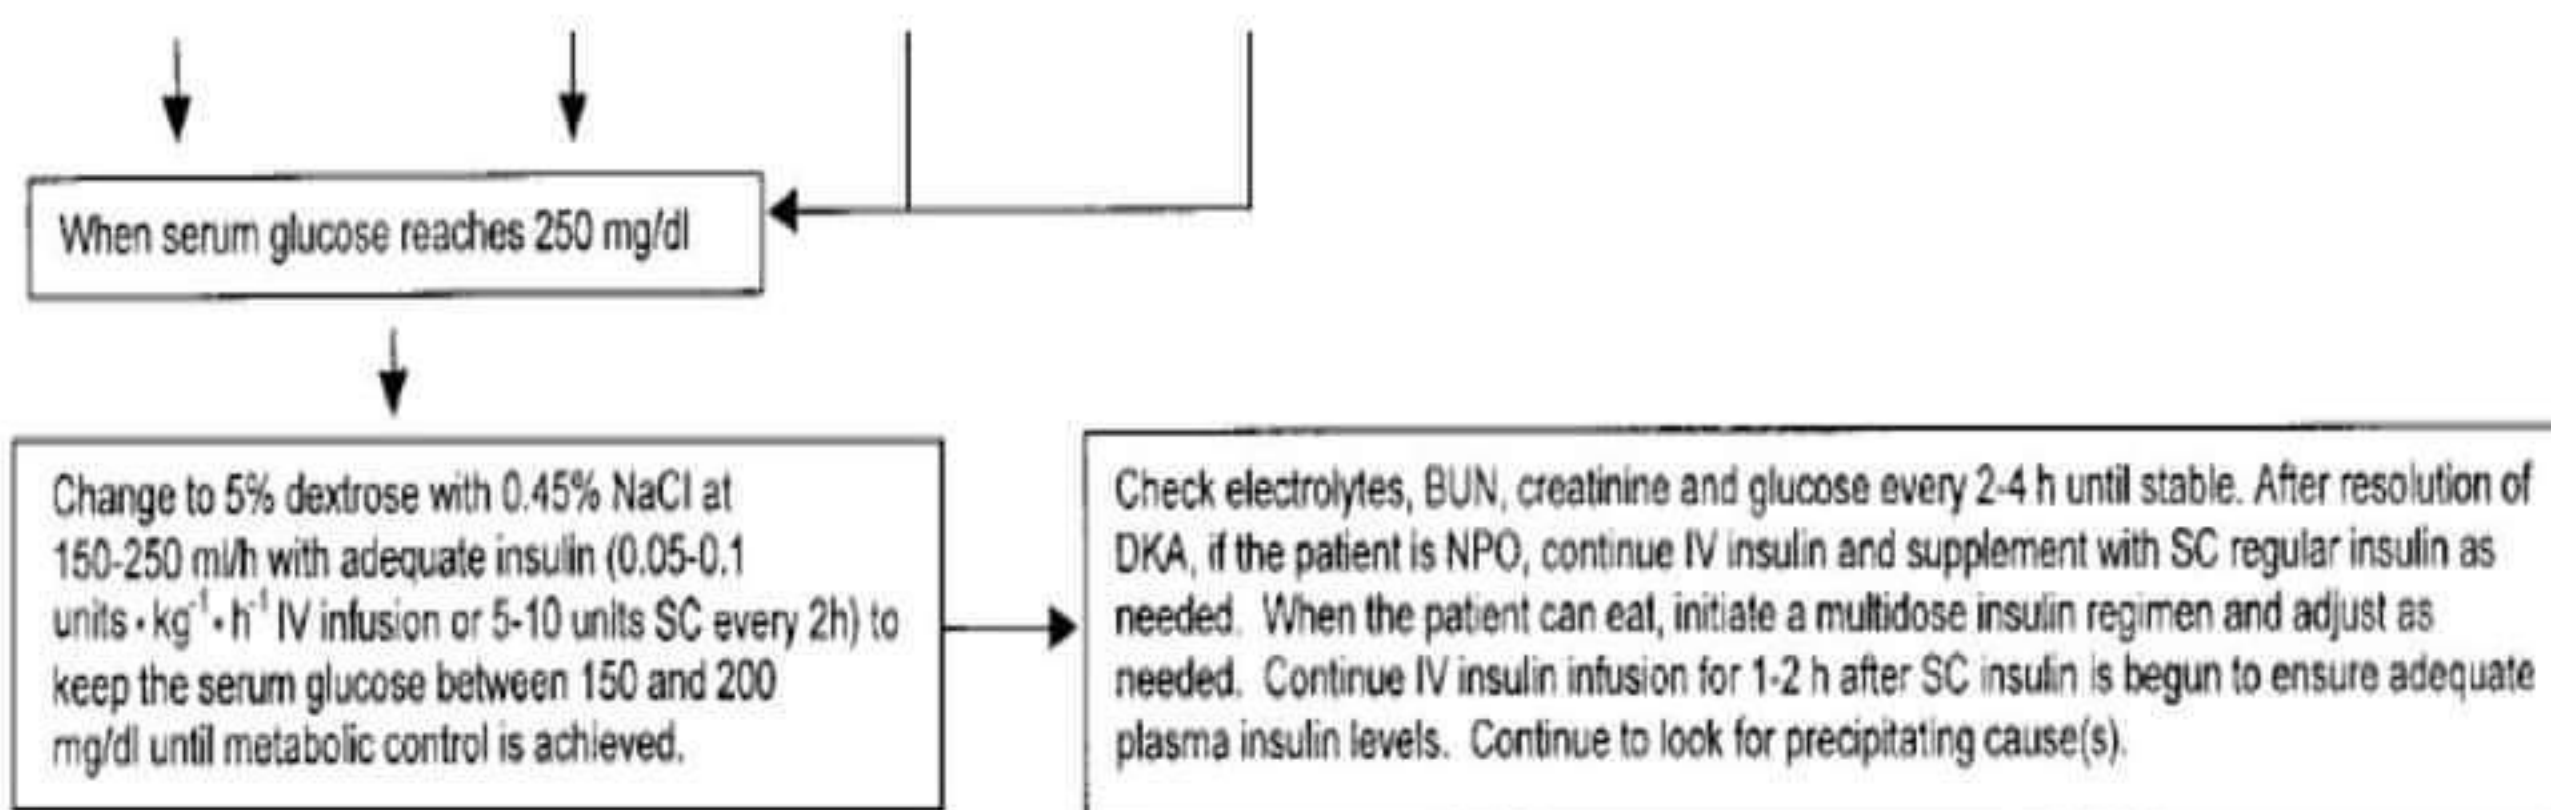 When serum glucose reaches 250 mg/dl
Change to 5% dextrose with 0.45% NaCl at
150-250 ml/h with adequate insulin (0.05-0.1
units · kg⁻¹ · h⁻¹ IV infusion or 5-10 units SC every 2h) to
keep the serum glucose between 150 and 200
mg/dl until metabolic control is achieved.
Check electrolytes, BUN, creatinine and glucose every 2-4 h until stable. After resolution of
DKA, if the patient is NPO, continue IV insulin and supplement with SC regular insulin as
needed. When the patient can eat, initiate a multidose insulin regimen and adjust as
needed. Continue IV insulin infusion for 1-2 h after SC insulin is begun to ensure adequate
plasma insulin levels. Continue to look for precipitating cause(s).